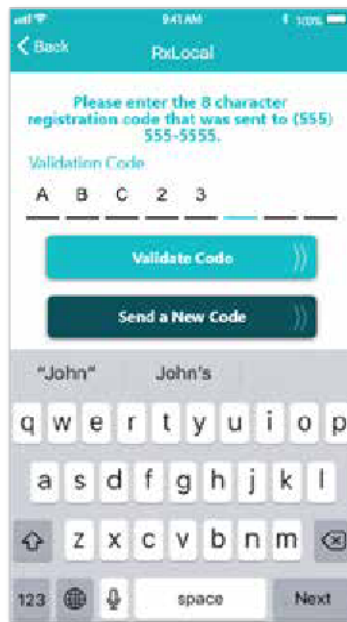 9:41 AM 100%
Back
RxLocal
Please enter the 8 character
registration code that was sent to (555)
555-5555.
Validation Code
A B C 2 3
Validate Code
Send a New Code
"John" John's
q w e r t y u i o p
a s d f g h j k l
z x c v b n m
123 space Next